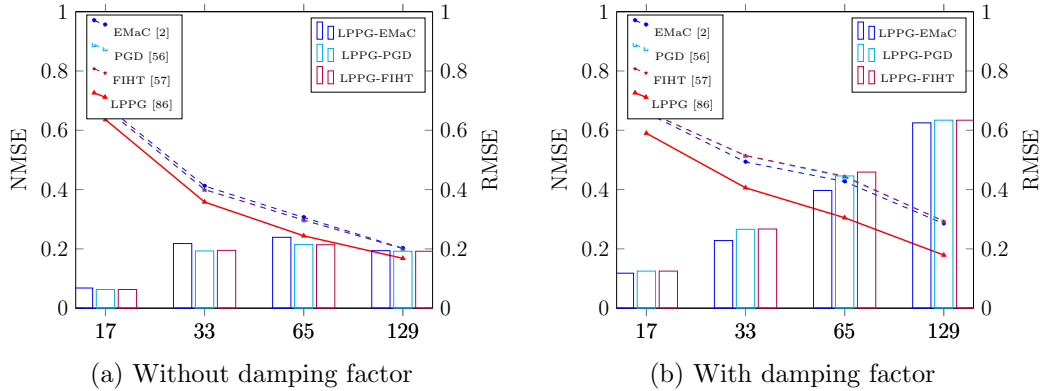 1
0.8
0.6
0.4
0.2
0
NMSE
EMaC [2]
PGD [56]
FIHT [57]
LPPG [86]
LPPG-EMaC
LPPG-PGD
LPPG-FIHT
1
0.8
0.6
0.4
0.2
0
RMSE
17 33 65 129
(a) Without damping factor
1
0.8
0.6
0.4
0.2
0
NMSE
EMaC [2]
PGD [56]
FIHT [57]
LPPG [86]
LPPG-EMaC
LPPG-PGD
LPPG-FIHT
1
0.8
0.6
0.4
0.2
0
RMSE
17 33 65 129
(b) With damping factor